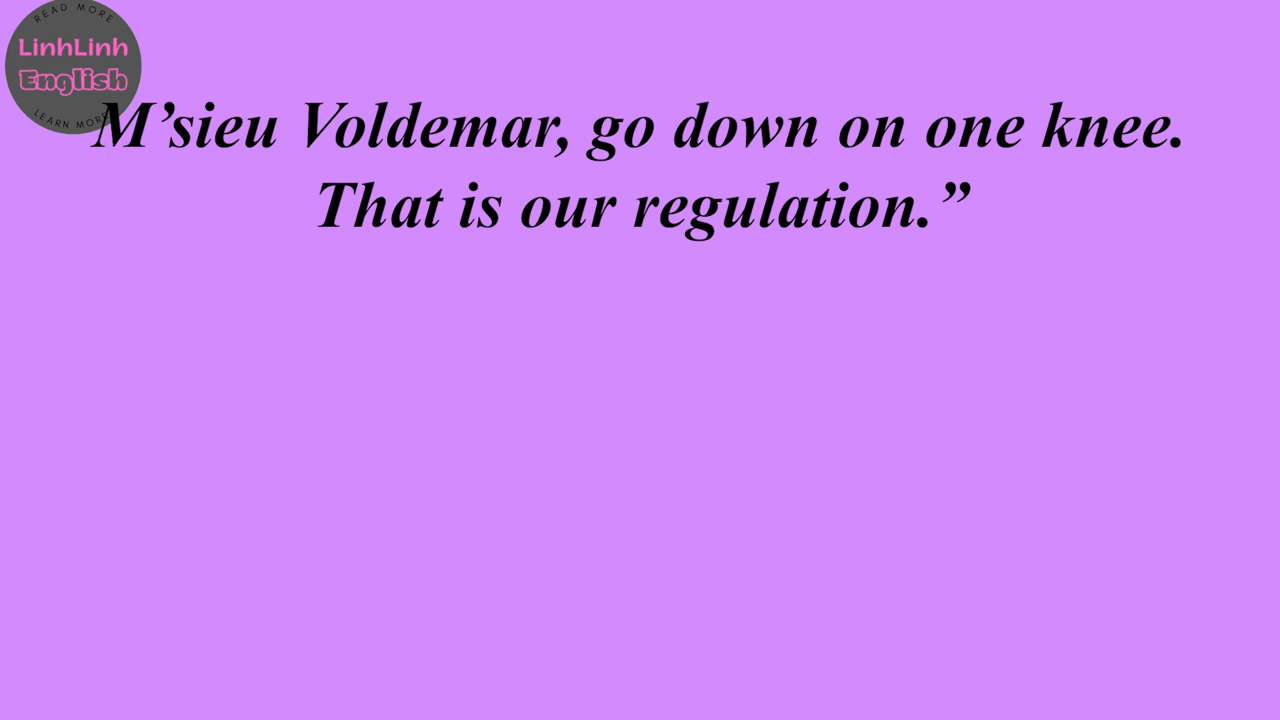 READ MORE
LinhLinh
English
LEARN MORE
M’sieu Voldemar, go down on one knee.
That is our regulation.”